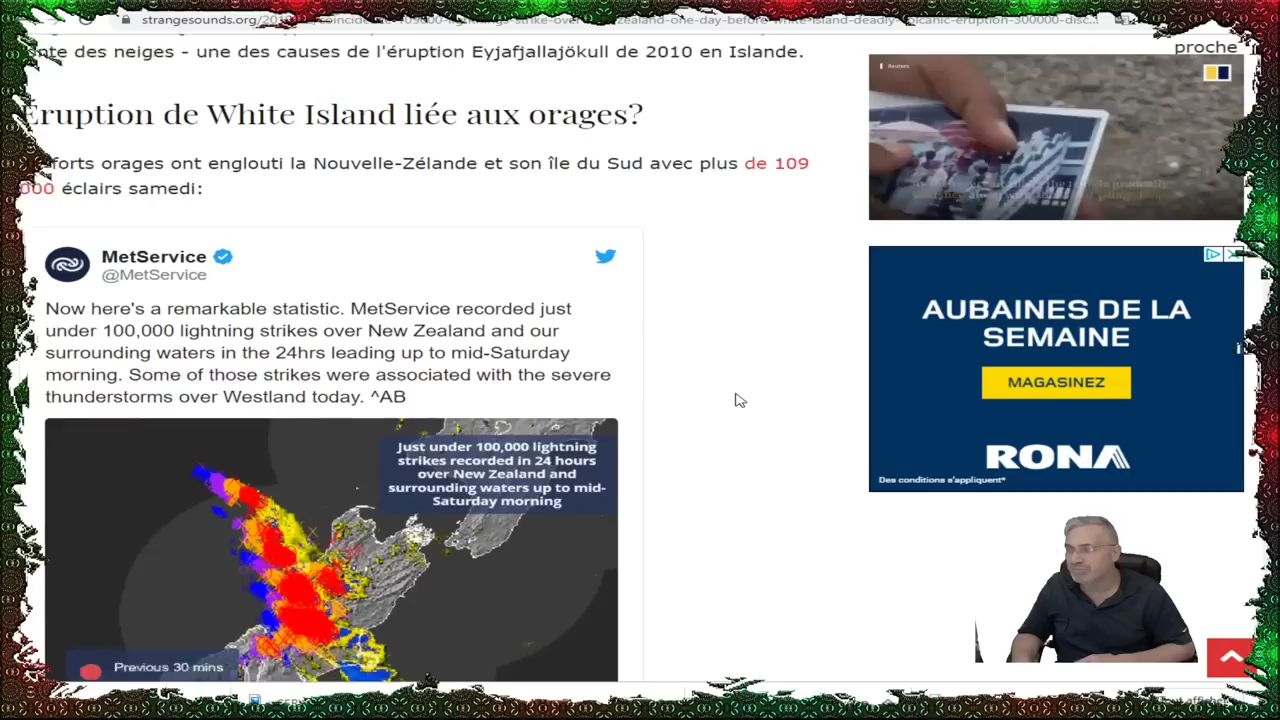 strangesounds.org/20
proche
nte des neiges - une des causes de l'éruption Eyjafjallajökull de 2010 en Islande.
Éruption de White Island liée aux orages?
forts orages ont englouti la Nouvelle-Zélande et son île du Sud avec plus de 109
000 éclairs samedi:
MetService
@MetService
Now here's a remarkable statistic. MetService recorded just
under 100,000 lightning strikes over New Zealand and our
surrounding waters in the 24hrs leading up to mid-Saturday
morning. Some of those strikes were associated with the severe
thunderstorms over Westland today. ^AB
Just under 100,000 lightning
strikes recorded in 24 hours
over New Zealand and
surrounding waters up to mid-
Saturday morning
Previous 30 mins
Reuters
AUBAINES DE LA
SEMAINE
MAGASINEZ
RONA
Des conditions s'appliquent*